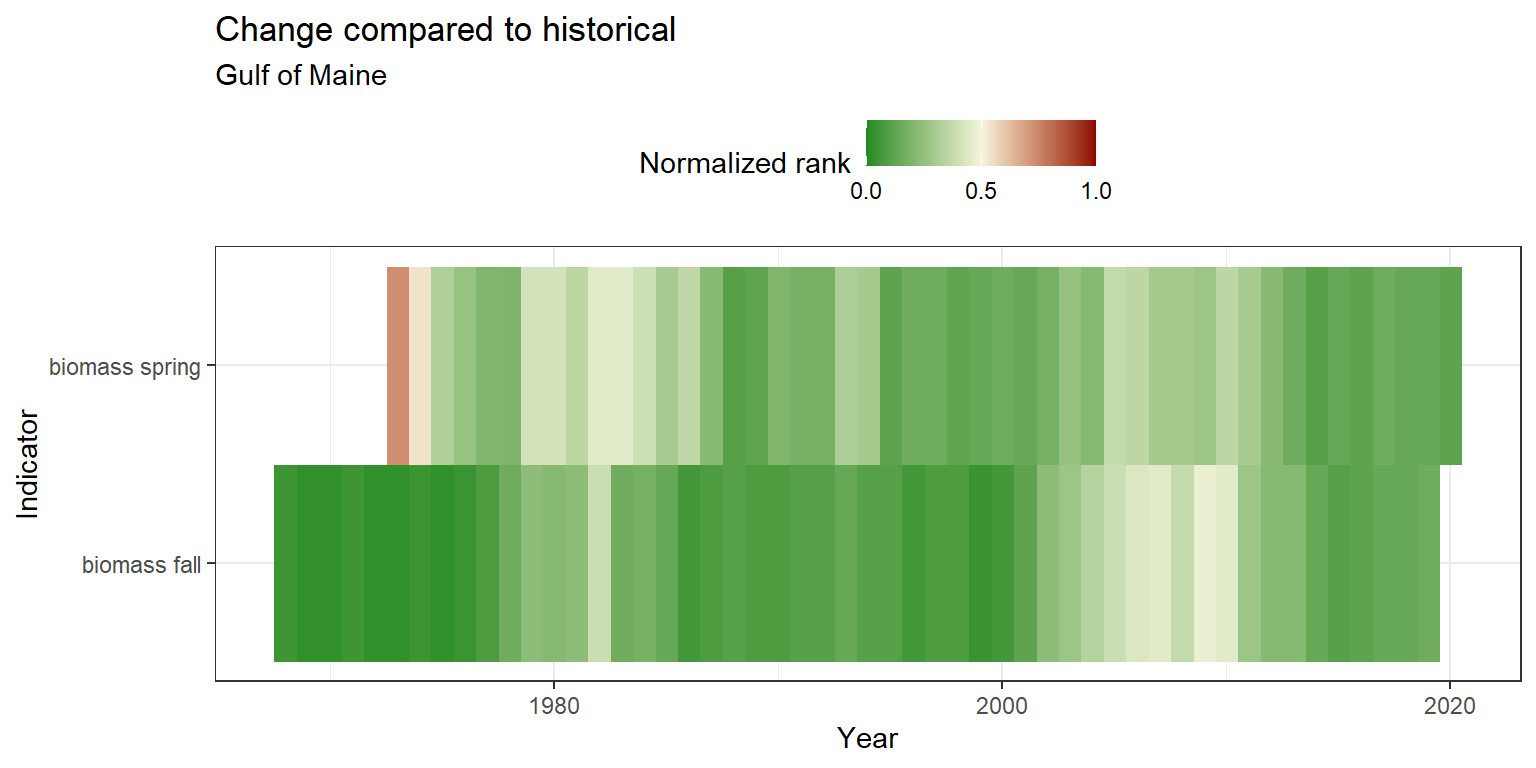 Change compared to historical
Gulf of Maine
Normalized rank
0.0 0.5 1.0
Indicator
biomass spring
biomass fall
1980 2000 2020
Year